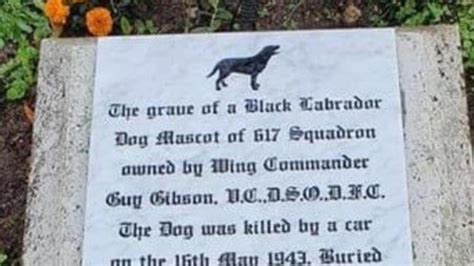 The grave of a Black Labrador
Dog Mascot of 617 Squadron
owned by Wing Commander
Guy Gibson, V.C.,D.S.O,D.F.C.
The Dog was killed by a car
on the 16th May 1943. Buried